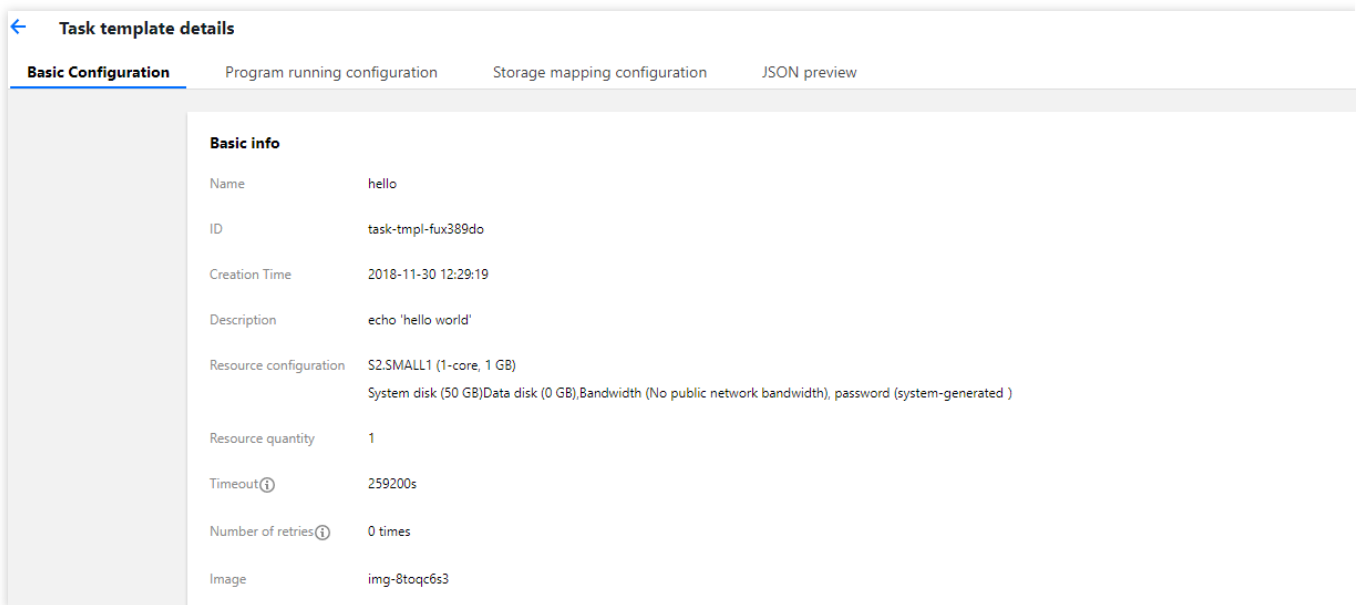 Task template details
Basic Configuration Program running configuration Storage mapping configuration JSON preview
Basic info
Name hello
ID task-tmpl-fux389do
Creation Time 2018-11-30 12:29:19
Description echo 'hello world'
Resource configuration S2.SMALL1 (1-core, 1 GB)
System disk (50 GB)Data disk (0 GB),Bandwidth (No public network bandwidth), password (system-generated )
Resource quantity 1
Timeout 259200s
Number of retries 0 times
Image img-8toqc6s3